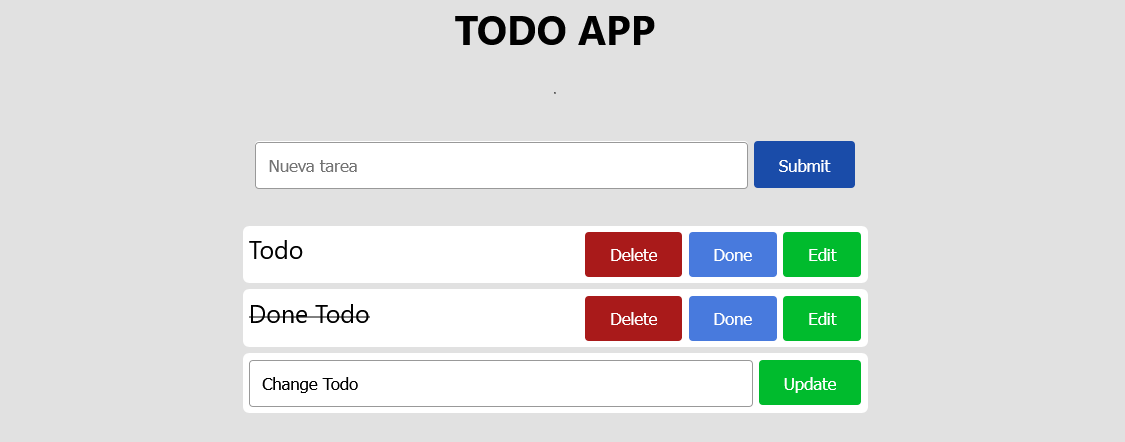 TODO APP
.
Nueva tarea Submit
Todo Delete Done Edit
Done Todo Delete Done Edit
Change Todo Update